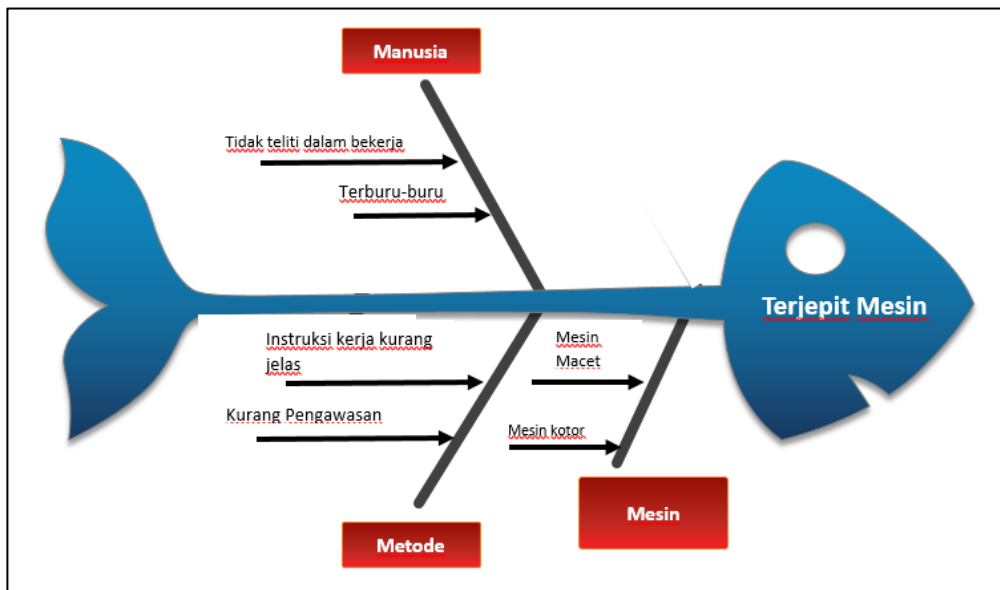 Manusia
Tidak teliti dalam bekerja
Terburu-buru
Terjepit Mesin
Instruksi kerja kurang
jelas
Kurang Pengawasan
Mesin
Macet
Mesin kotor
Metode
Mesin